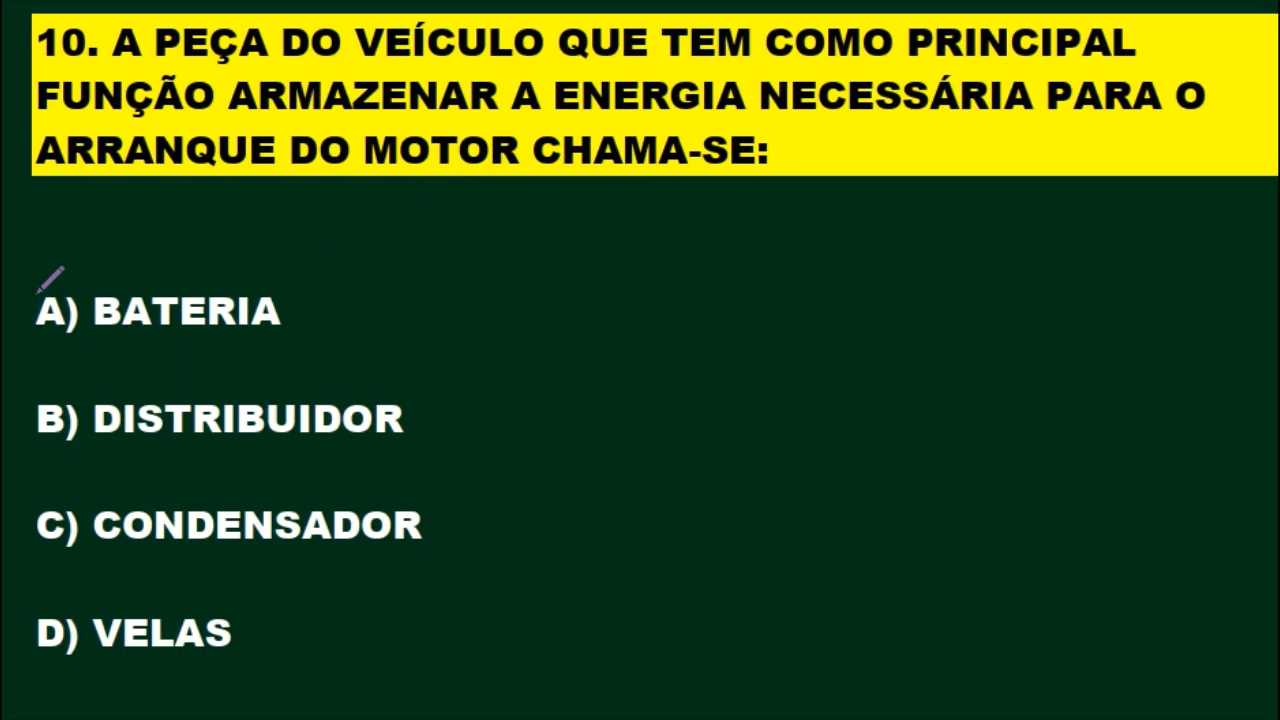 10. A PEÇA DO VEÍCULO QUE TEM COMO PRINCIPAL
FUNÇÃO ARMAZENAR A ENERGIA NECESSÁRIA PARA O
ARRANQUE DO MOTOR CHAMA-SE:
A) BATERIA
B) DISTRIBUIDOR
C) CONDENSADOR
D) VELAS